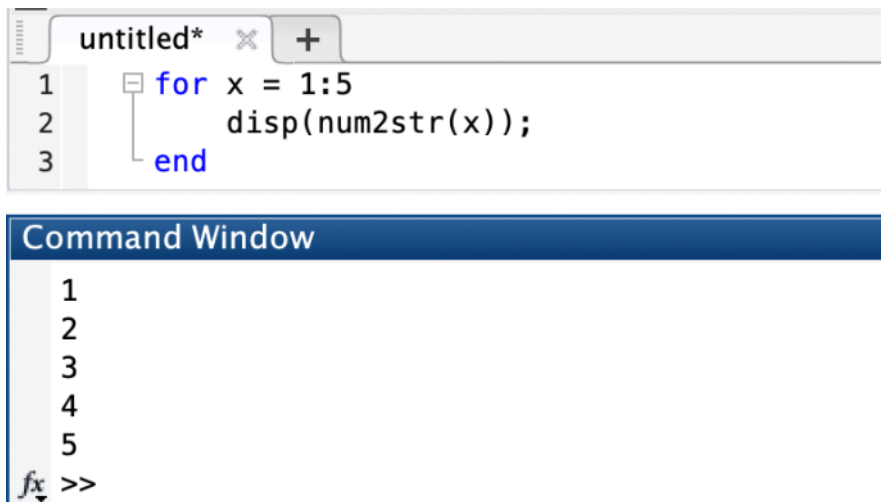 untitled* × +
1 for x = 1:5
2 disp(num2str(x));
3 end
Command Window
1
2
3
4
5
fx >>